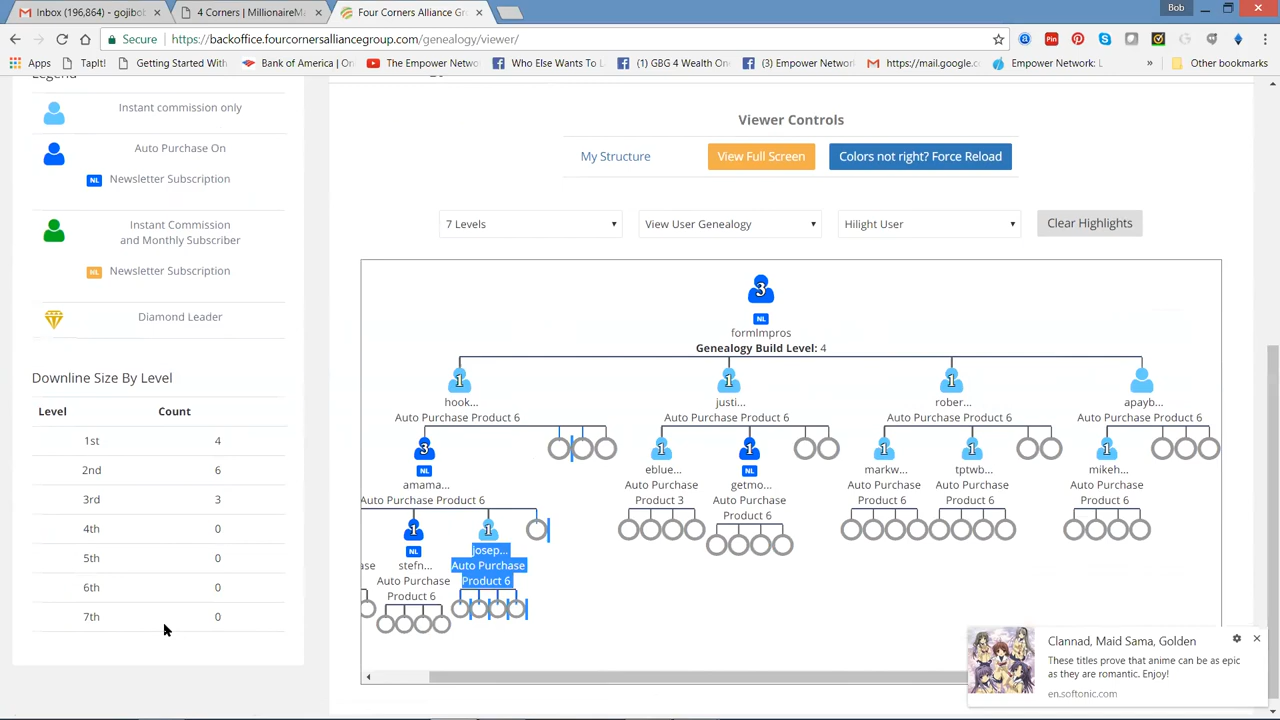 Inbox (196,864) - gojibob
4 Corners | MillionaireMa
Four Corners Alliance Gro
Bob
Secure
https://backoffice.fourcornersalliancegroup.com/genealogy/viewer/
Apps
TapIt!
Getting Started With
Bank of America | On
The Empower Netwo
Who Else Wants To L
(1) GBG 4 Wealth One
(3) Empower Networ
https://mail.google.c
Empower Network: L
»
Other bookmarks
Legend
Instant commission only
Auto Purchase On
NL Newsletter Subscription
Instant Commission
and Monthly Subscriber
NL Newsletter Subscription
Diamond Leader
Downline Size By Level
Level Count
1st 4
2nd 6
3rd 3
4th 0
5th 0
6th 0
7th 0
Viewer Controls
My Structure View Full Screen Colors not right? Force Reload
7 Levels View User Genealogy Hilight User Clear Highlights
3
NL
formlmpros
Genealogy Build Level: 4
1 1 1
hook... justi... rober... apayb...
Auto Purchase Product 6 Auto Purchase Product 6 Auto Purchase Product 6 Auto Purchase Product 6
3 1 1 1 1 1
NL NL
amama... eblue... getmo... markw... tptwb... mikeh...
Auto Purchase Product 6
Auto Purchase
Product 3
Auto Purchase
Product 6
Auto Purchase
Product 6
Auto Purchase
Product 6
Auto Purchase
Product 6
1 1
NL
ase
stefn...
Auto Purchase
Product 6
josep...
Auto Purchase
Product 6
Clannad, Maid Sama, Golden
These titles prove that anime can be as epic
as they are romantic. Enjoy!
en.softonic.com